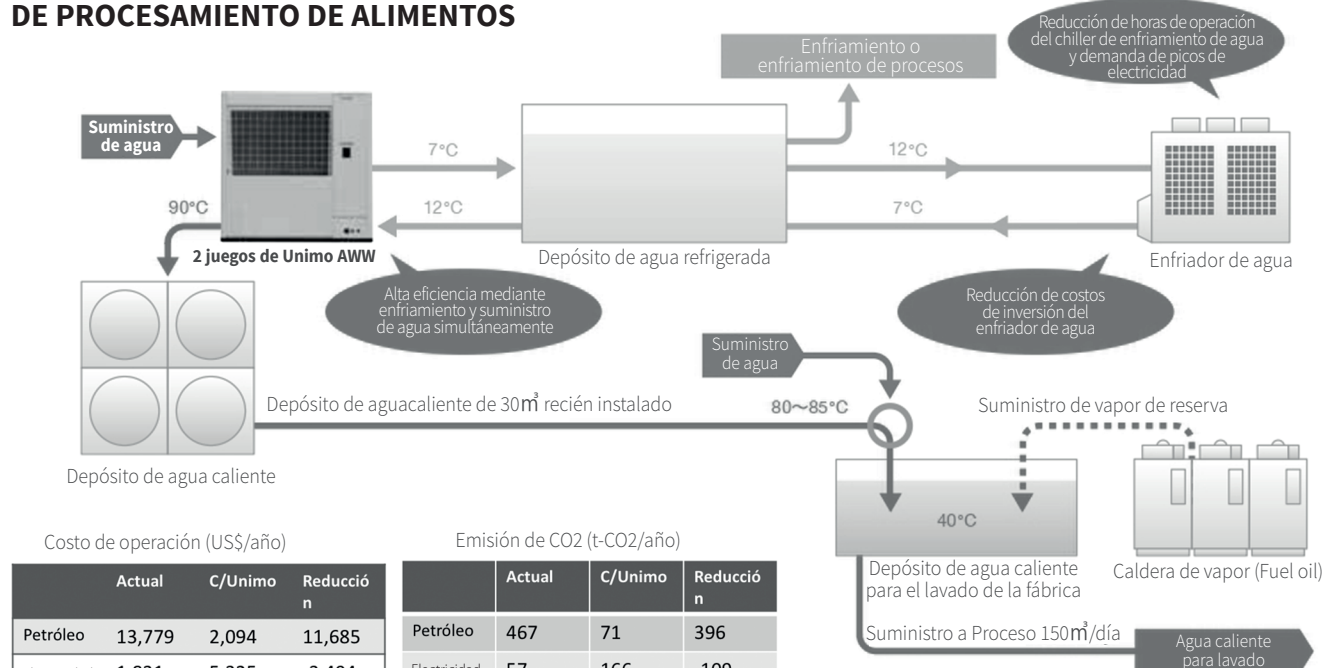 DE PROCESAMIENTO DE ALIMENTOS
Reducción de horas de operación
del chiller de enfriamiento de agua
y demanda de picos de
electricidad
Enfriamiento o
enfriamiento de procesos
Suministro
de agua
7°C
12°C
90°C
12°C
7°C
2 juegos de Unimo AWW
Depósito de agua refrigerada
Enfriador de agua
Alta eficiencia mediante
enfriamiento y suministro
de agua simultáneamente
Reducción de costos
de inversión del
enfriador de agua
Suministro
de agua
Depósito de aguacaliente de 30㎥ recién instalado
80～85°C
Suministro de vapor de reserva
Depósito de agua caliente
40°C
Depósito de agua caliente
para el lavado de la fábrica
Caldera de vapor (Fuel oil)
Suministro a Proceso 150㎥/día
Agua caliente
para lavado
Costo de operación (US$/año)
Actual C/Unimo Reducció
n
Petróleo 13,779 2,094 11,685
Emisión de CO2 (t-CO2/año)
Actual C/Unimo Reducció
n
Petróleo 467 71 396